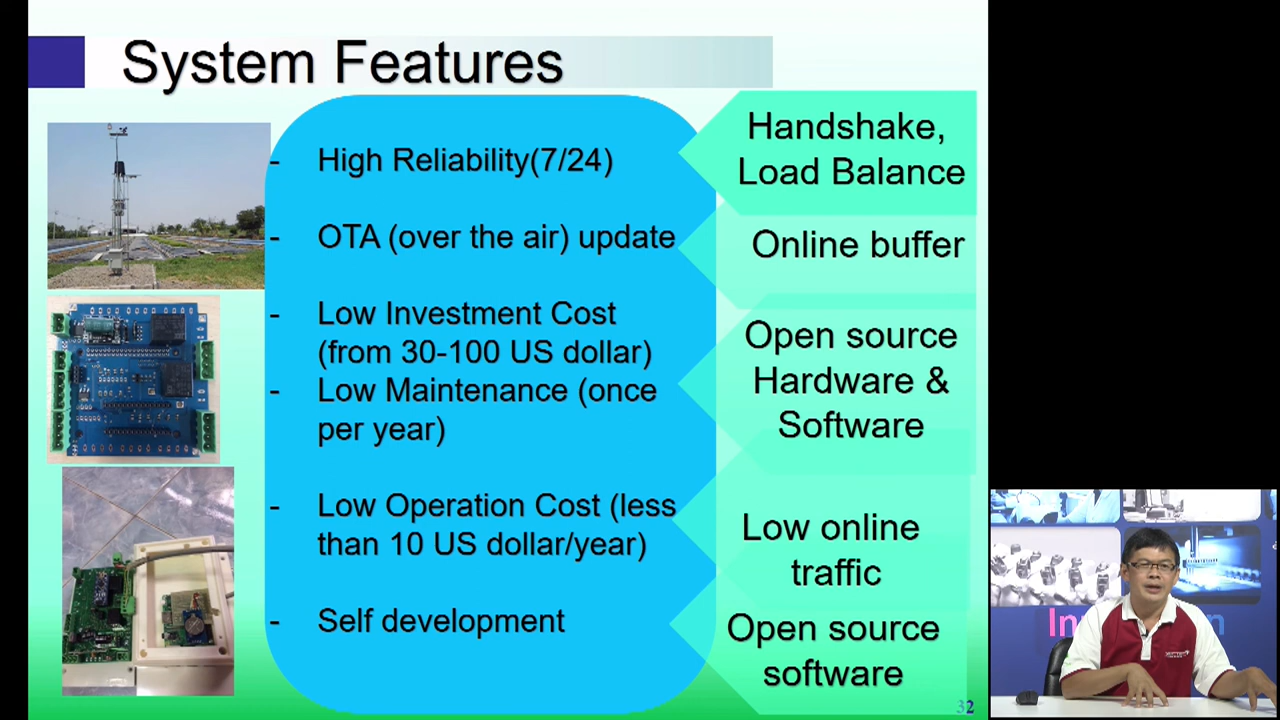 System Features
- High Reliability(7/24)
- OTA (over the air) update
- Low Investment Cost
(from 30-100 US dollar)
- Low Maintenance (once
per year)
- Low Operation Cost (less
than 10 US dollar/year)
- Self development
Handshake,
Load Balance
Online buffer
Open source
Hardware &
Software
Low online
traffic
Open source
software
32